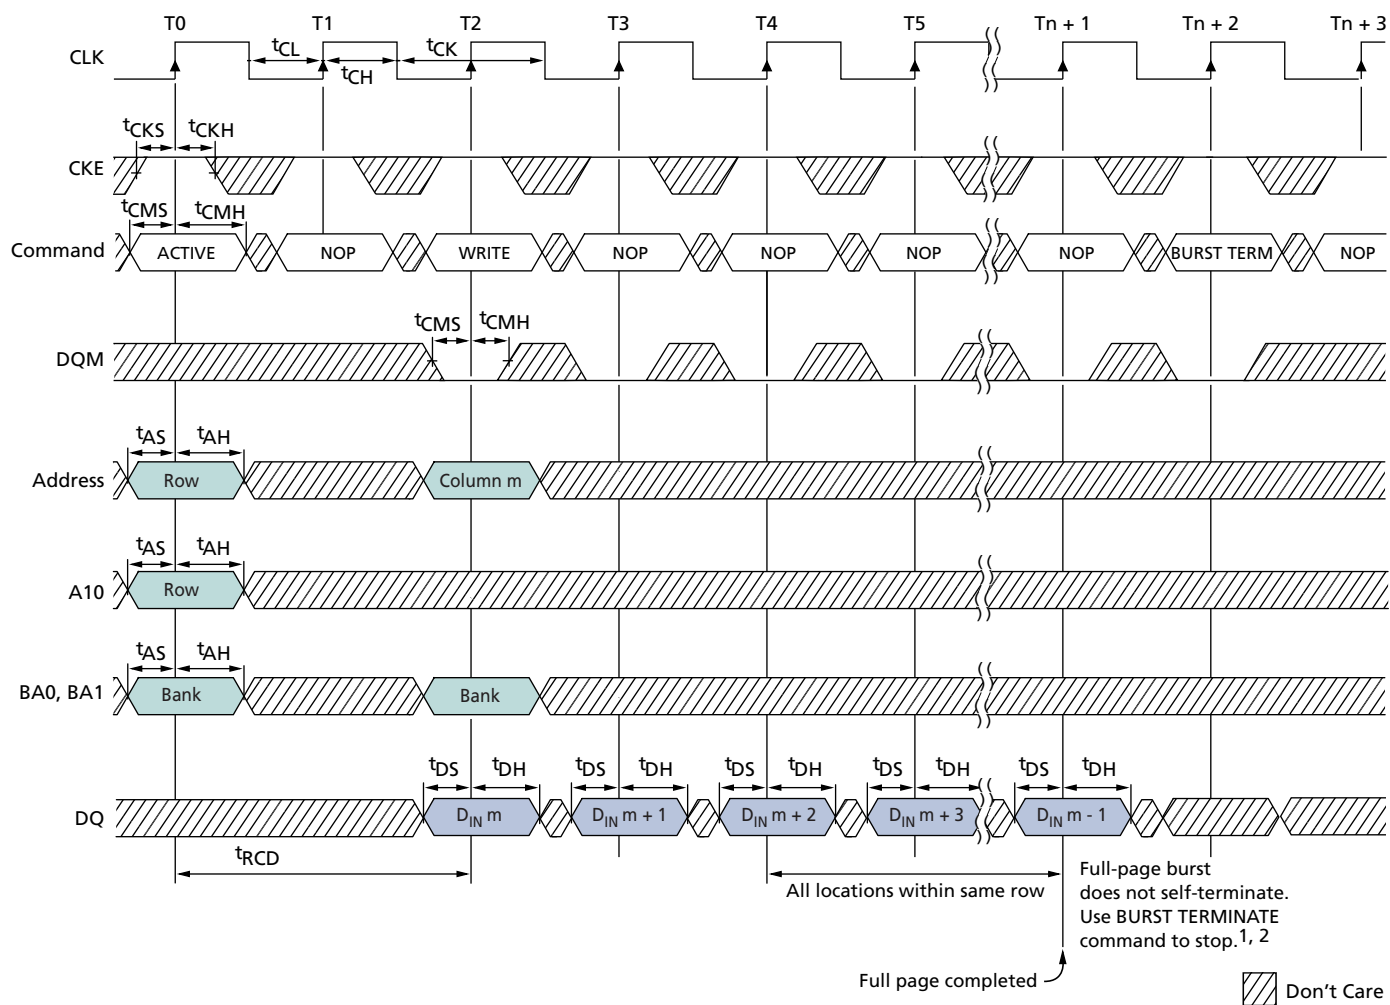 T0 T1 T2 T3 T4 T5 Tn + 1 Tn + 2 Tn + 3
CLK
tCL tCK
tCH
tCKS tCKH
CKE
tCMS tCMH
Command ACTIVE NOP WRITE NOP NOP NOP NOP BURST TERM NOP
tCMS tCMH
DQM
tAS tAH
Address Row Column m
tAS tAH
A10 Row
tAS tAH
BA0, BA1 Bank Bank
tDS tDH tDS tDH tDS tDH tDS tDH tDS tDH
DQ DIN m DIN m + 1 DIN m + 2 DIN m + 3 DIN m - 1
tRCD
All locations within same row
Full-page burst
does not self-terminate.
Use BURST TERMINATE
command to stop.1, 2
Full page completed
Don't Care